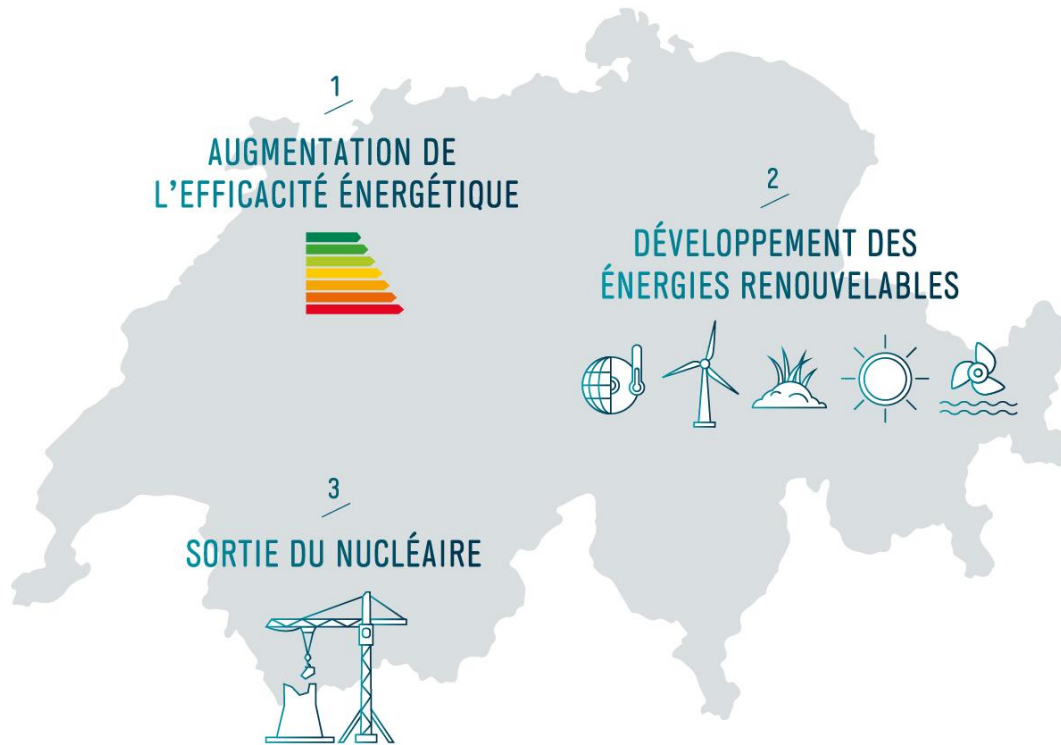 1
AUGMENTATION DE
L'EFFICACITÉ ÉNERGÉTIQUE
2
DÉVELOPPEMENT DES
ÉNERGIES RENOUVELABLES
3
SORTIE DU NUCLÉAIRE